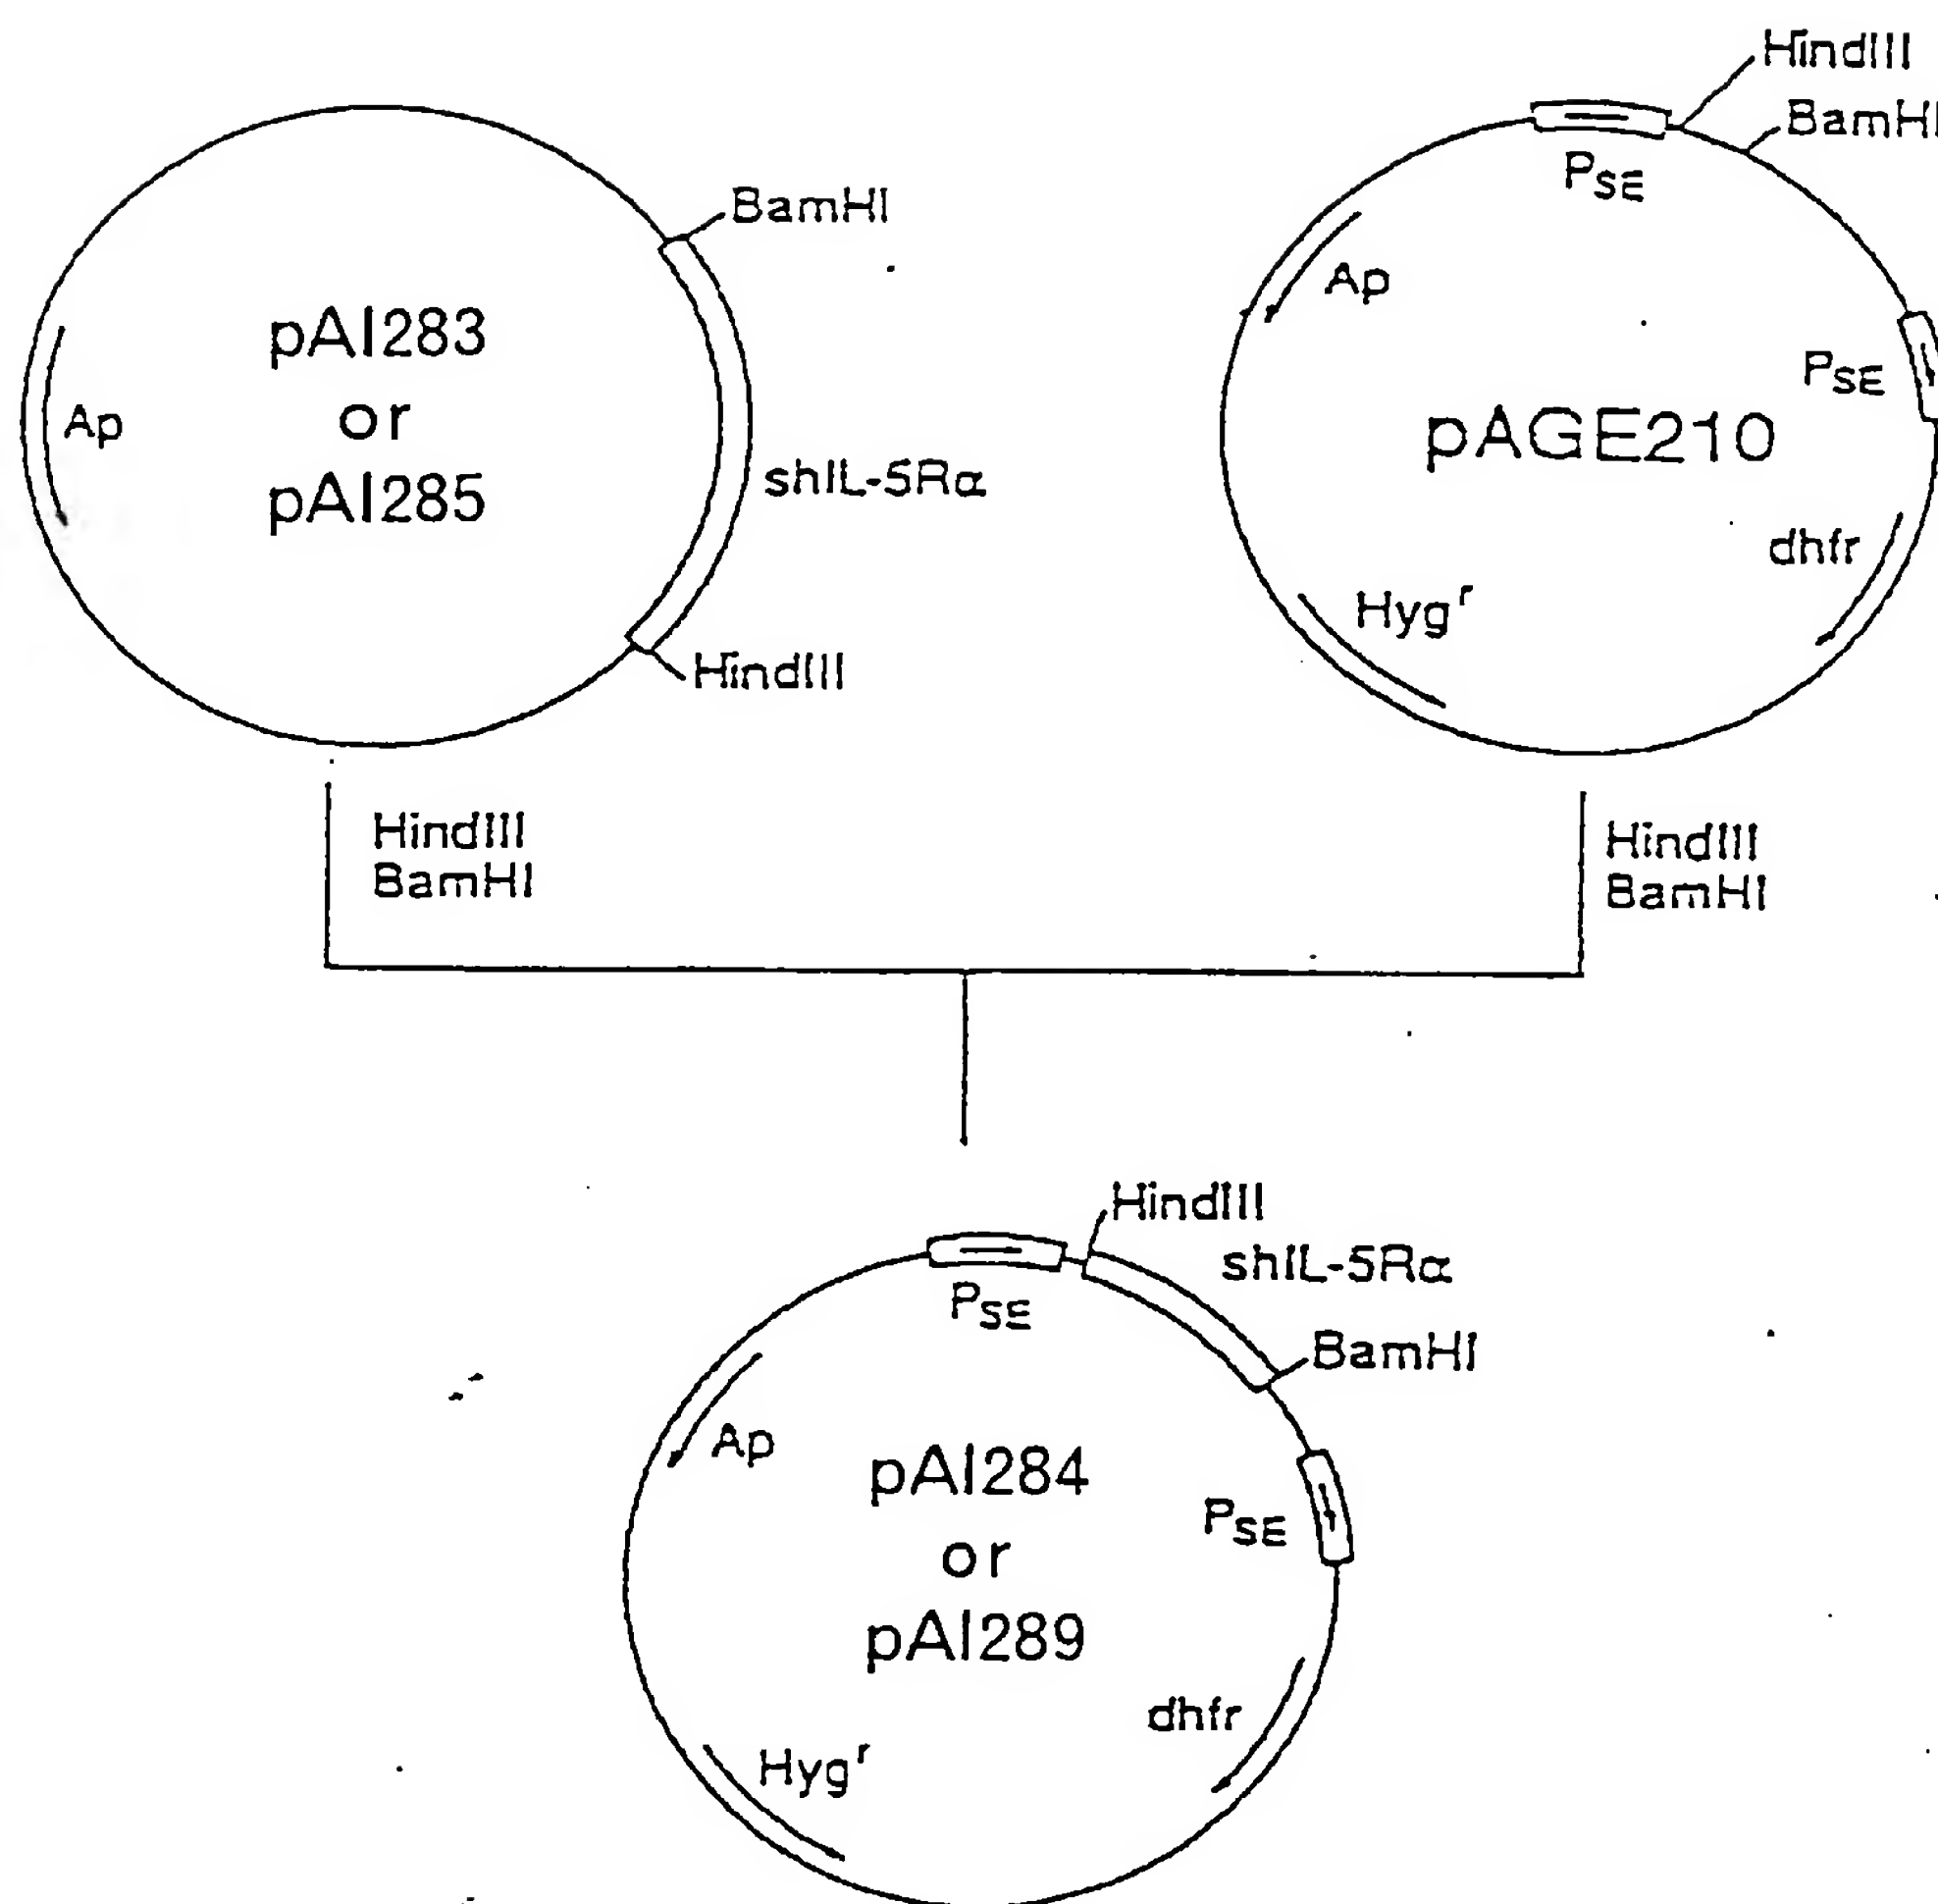 HindIII
BamHI
PSE
Ap
PSE
pAGE210
dhfr
Hygʳ
BamHI
pAI283
or
pAI285
Ap
shIL-5Rα
HindIII
HindIII
BamHI
HindIII
BamHI
HindIII
shIL-5Rα
PSE
BamHI
Ap
pAI284
or
pAI289
PSE
dhfr
Hygʳ